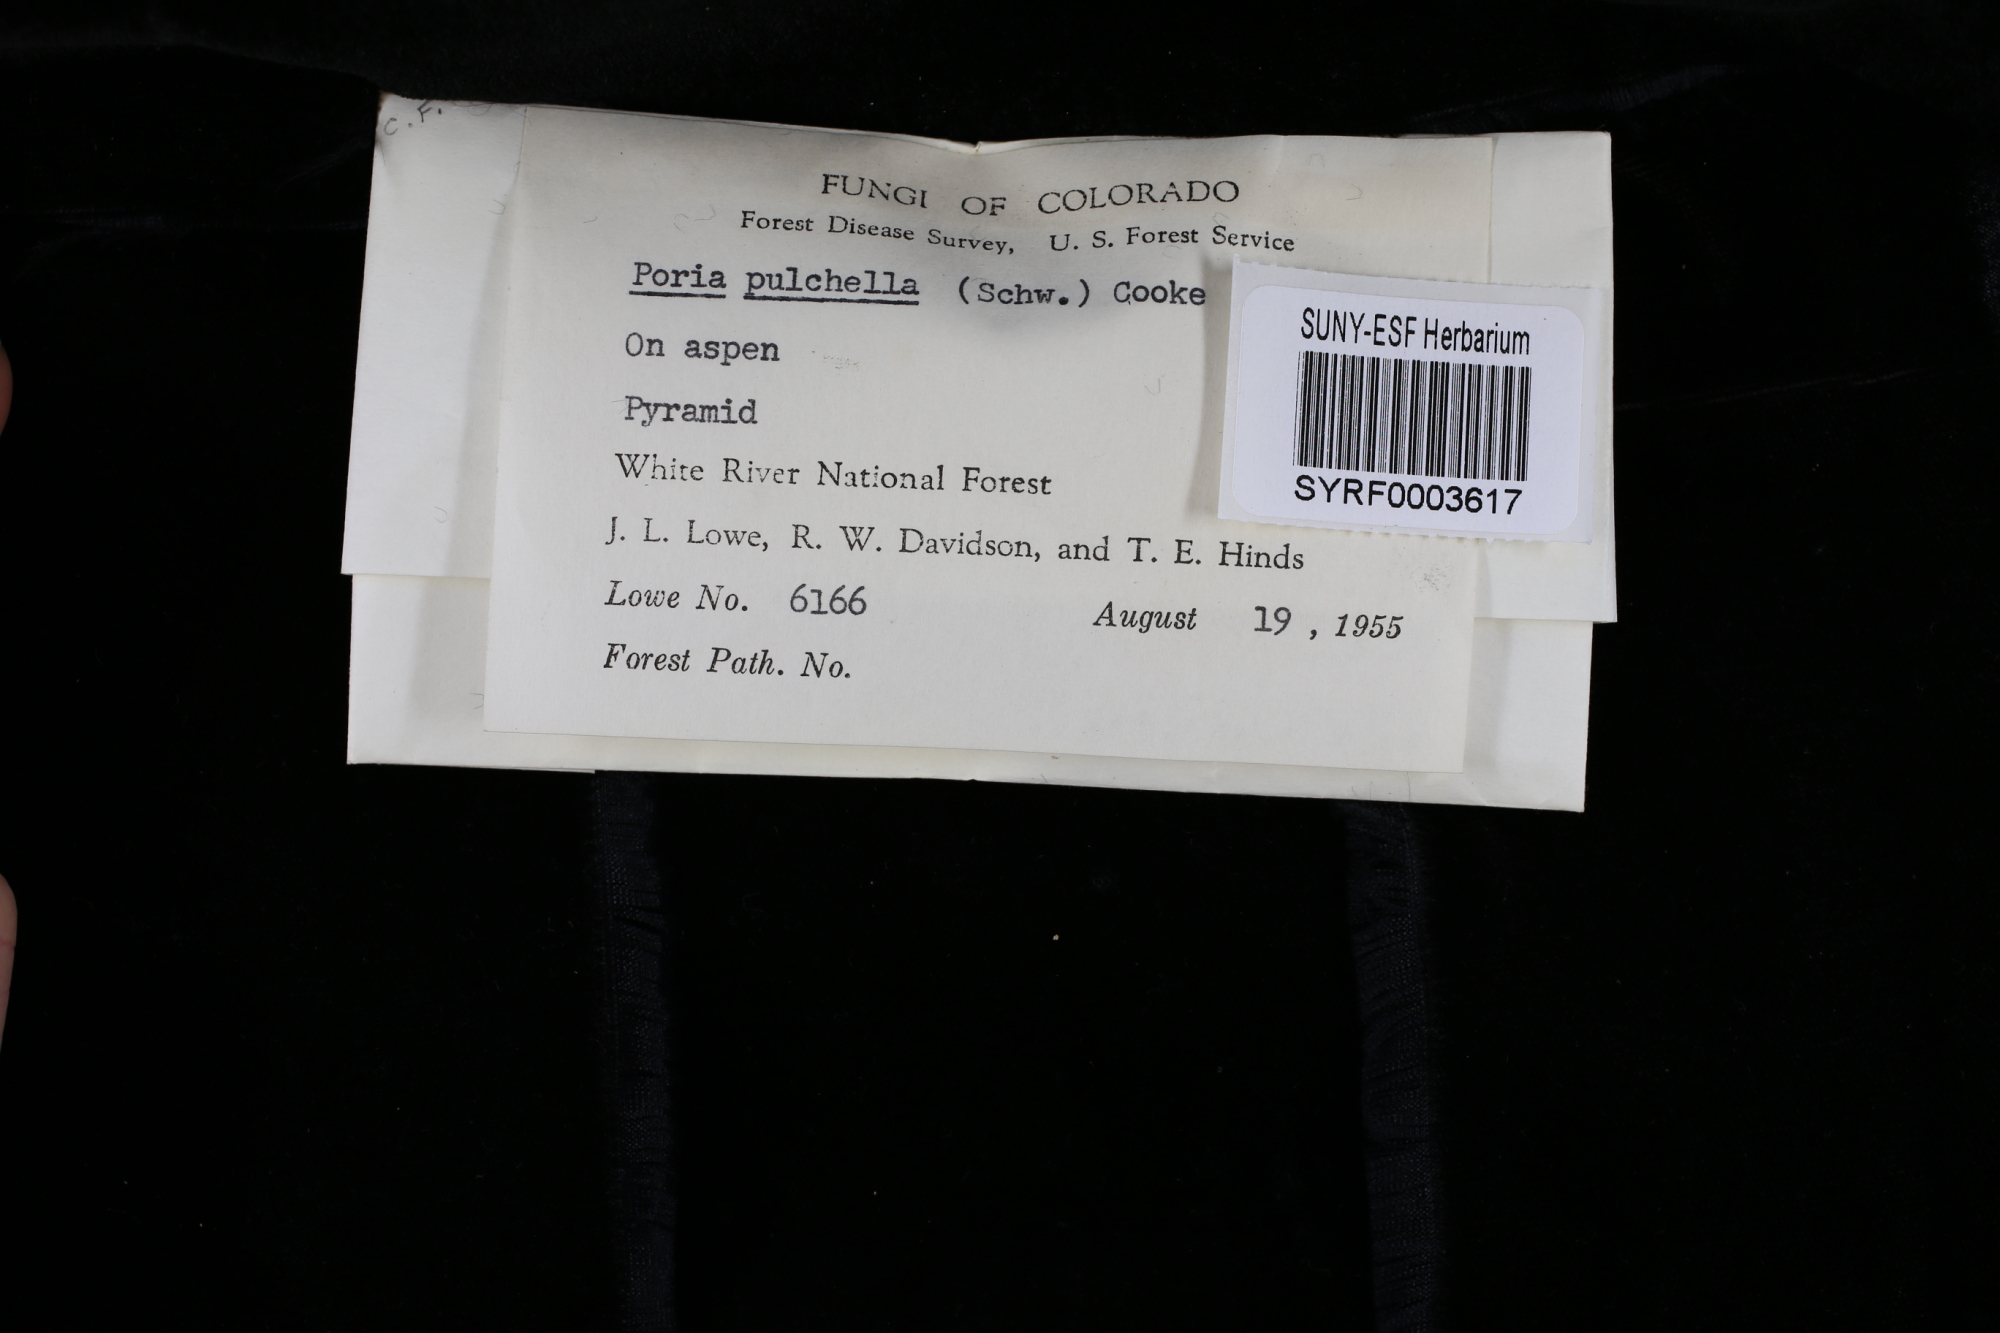 C.F.
FUNGI OF COLORADO
Forest Disease Survey, U. S. Forest Service
Poria pulchella (Schw.) Cooke
On aspen
Pyramid
White River National Forest
J. L. Lowe, R. W. Davidson, and T. E. Hinds
Lowe No. 6166 August 19, 1955
Forest Path. No.
SUNY-ESF Herbarium
SYRF0003617